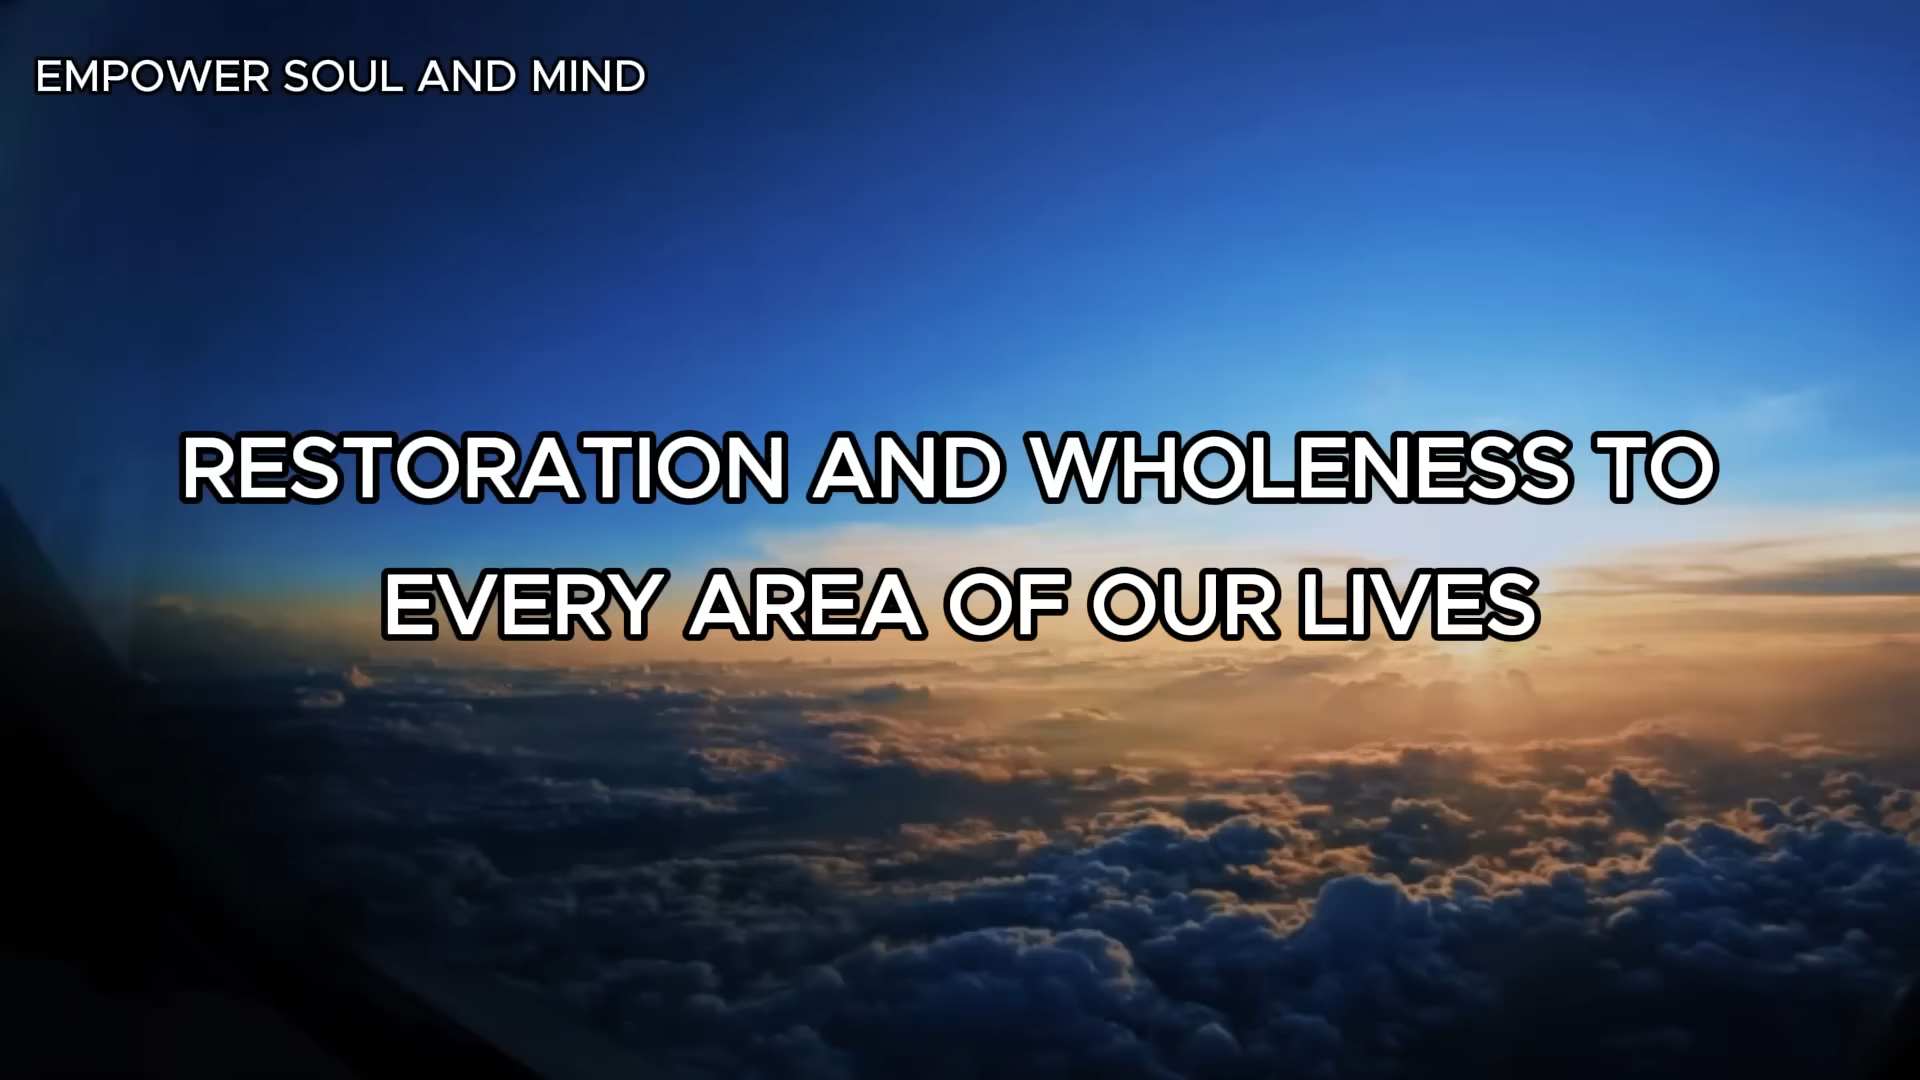 EMPOWER SOUL AND MIND
RESTORATION AND WHOLENESS TO
EVERY AREA OF OUR LIVES